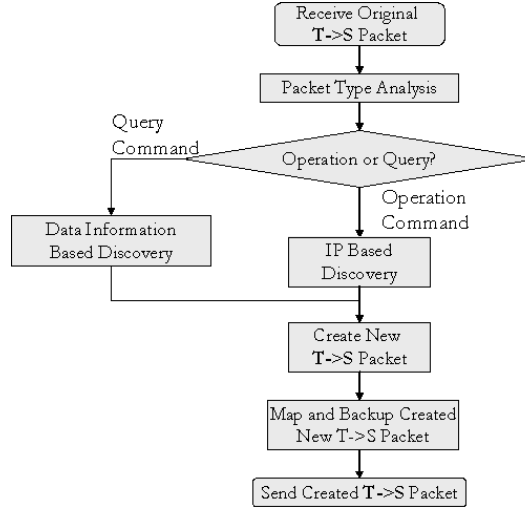 Receive Original
T->S Packet
Packet Type Analysis
Query
Command
Operation or Query?
Operation
Command
Data Information
Based Discovery
IP Based
Discovery
Create New
T->S Packet
Map and Backup Created
New T->S Packet
Send Created T->S Packet